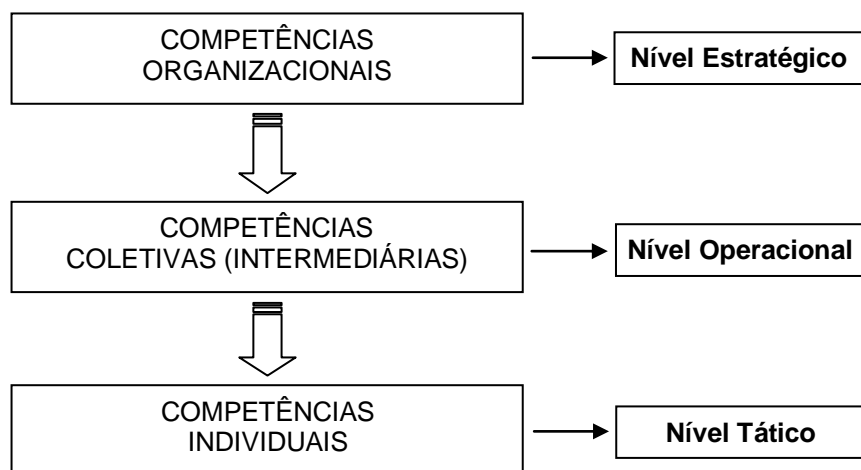 COMPETÊNCIAS
ORGANIZACIONAIS
Nível Estratégico
COMPETÊNCIAS
COLETIVAS (INTERMEDIÁRIAS)
Nível Operacional
COMPETÊNCIAS
INDIVIDUAIS
Nível Tático